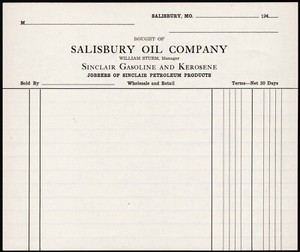 SALISBURY, MO. 194
M
BOUGHT OF
SALISBURY OIL COMPANY
WILLIAM STURM, Manager
SINCLAIR GASOLINE AND KEROSENE
JOBBERS OF SINCLAIR PETROLEUM PRODUCTS
Sold By Wholesale and Retail Terms—Net 30 Days